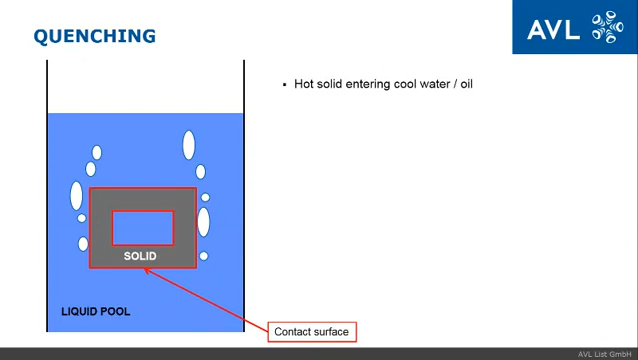 QUENCHING
AVL
▪ Hot solid entering cool water / oil
SOLID
LIQUID POOL
Contact surface
AVL List GmbH